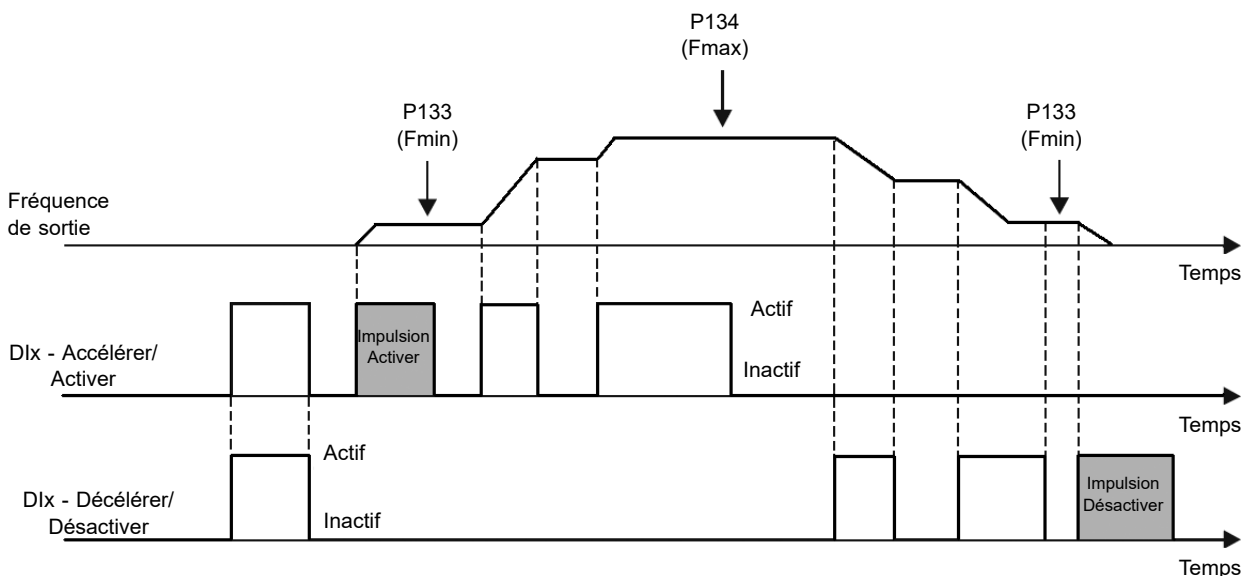 P134
(Fmax)
P133
(Fmin)
P133
(Fmin)
Fréquence
de sortie
Temps
DIx - Accélérer/
Activer
Impulsion
Activer
Actif
Inactif
Temps
DIx - Décélérer/
Désactiver
Actif
Inactif
Impulsion
Désactiver
Temps